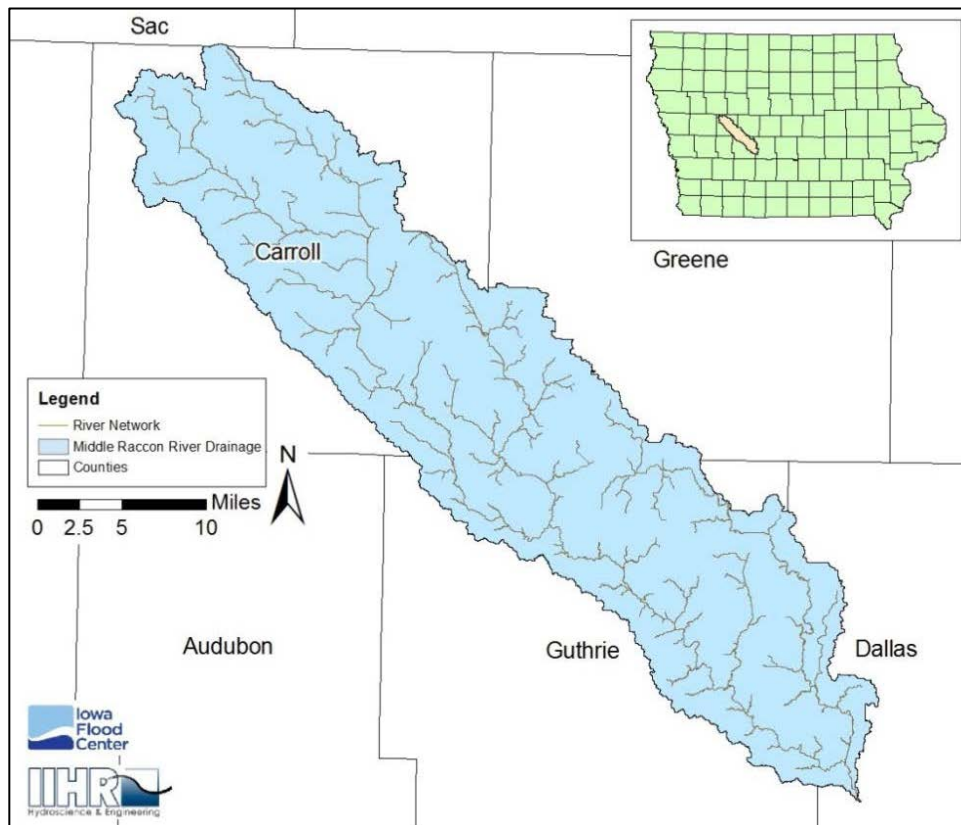 Sac
Carroll
Greene
Legend
River Network
Middle Raccon River Drainage
Counties
N
Miles
0 2.5 5 10
Audubon
Guthrie
Dallas
Iowa
Flood
Center
IIHR
Hydroscience & Engineering